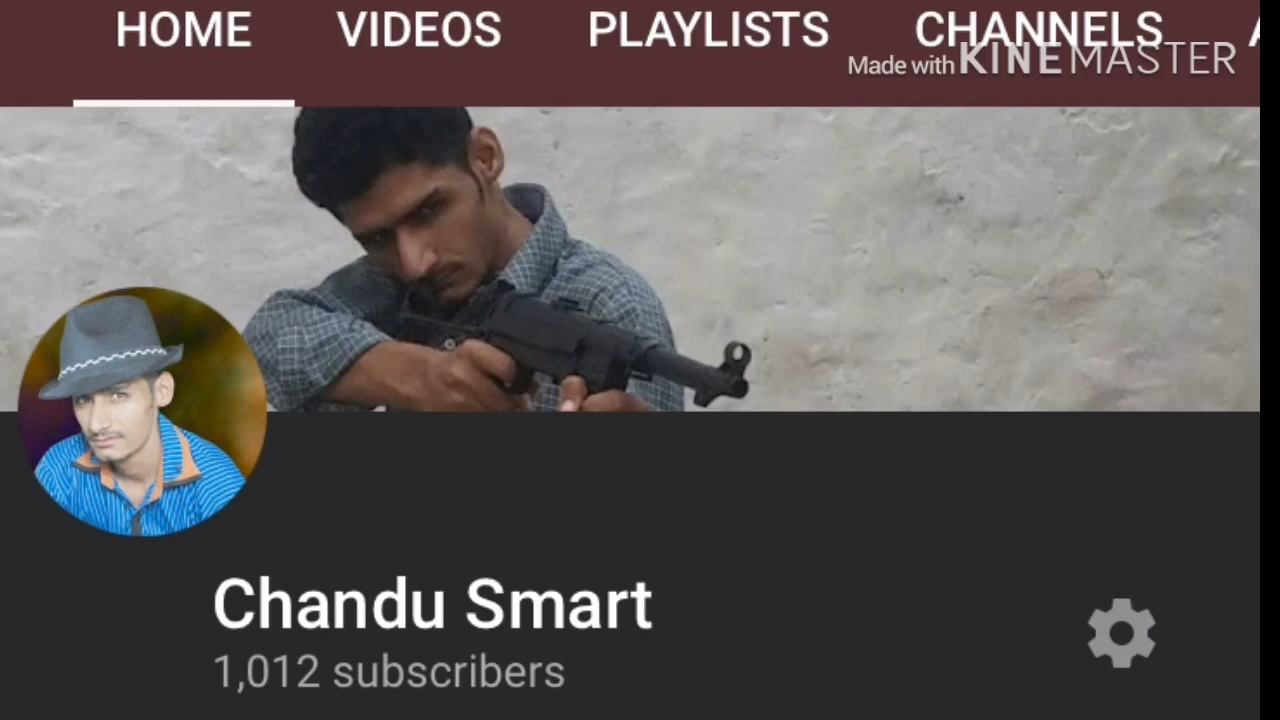 HOME VIDEOS PLAYLISTS CHANNELS
Made with KINEMASTER
Chandu Smart
1,012 subscribers